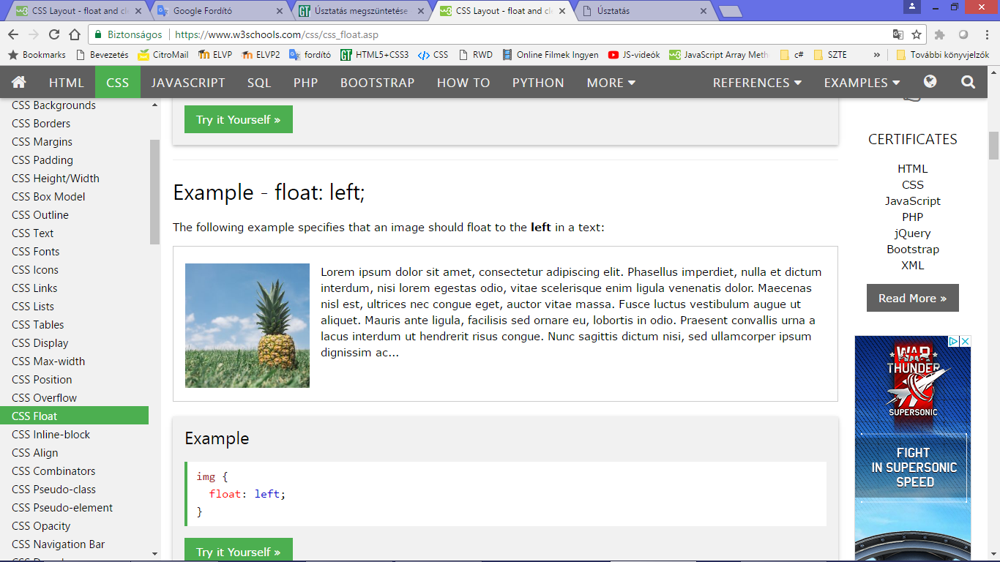 CSS Layout - float and cle
Google Fordító
Úsztatás megszüntetése
CSS Layout - float and cle
Úsztatás
Biztonságos
https://www.w3schools.com/css/css_float.asp
Bookmarks Bevezetés CitroMail ELVP ELVP2 fordító HTML5+CSS3 CSS RWD Online Filmek Ingyen JS-videók JavaScript Array Meth c# SZTE » További könyvjelzők
HTML CSS JAVASCRIPT SQL PHP BOOTSTRAP HOW TO PYTHON MORE REFERENCES EXAMPLES
CSS Backgrounds
CSS Borders
CSS Margins
CSS Padding
CSS Height/Width
CSS Box Model
CSS Outline
CSS Text
CSS Fonts
CSS Icons
CSS Links
CSS Lists
CSS Tables
CSS Display
CSS Max-width
CSS Position
CSS Overflow
CSS Float
CSS Inline-block
CSS Align
CSS Combinators
CSS Pseudo-class
CSS Pseudo-element
CSS Opacity
CSS Navigation Bar
Try it Yourself »
Example - float: left;
The following example specifies that an image should float to the left in a text:
Lorem ipsum dolor sit amet, consectetur adipiscing elit. Phasellus imperdiet, nulla et dictum
interdum, nisi lorem egestas odio, vitae scelerisque enim ligula venenatis dolor. Maecenas
nisl est, ultrices nec congue eget, auctor vitae massa. Fusce luctus vestibulum augue ut
aliquet. Mauris ante ligula, facilisis sed ornare eu, lobortis in odio. Praesent convallis urna a
lacus interdum ut hendrerit risus congue. Nunc sagittis dictum nisi, sed ullamcorper ipsum
dignissim ac...
Example
img {
float: left;
}
Try it Yourself »
CERTIFICATES
HTML
CSS
JavaScript
PHP
jQuery
Bootstrap
XML
Read More »
WAR
THUNDER
SUPERSONIC
FIGHT
IN SUPERSONIC
SPEED